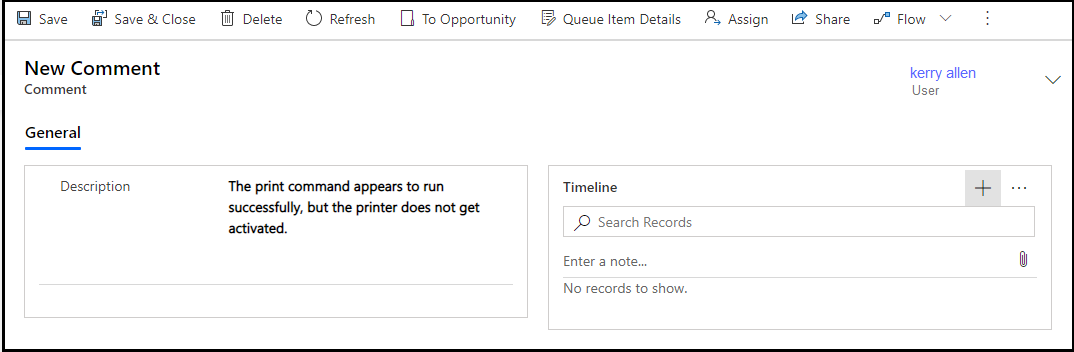 Save Save & Close Delete Refresh To Opportunity Queue Item Details Assign Share Flow
New Comment
Comment
kerry allen
User
General
Description
The print command appears to run
successfully, but the printer does not get
activated.
Timeline
Search Records
Enter a note...
No records to show.